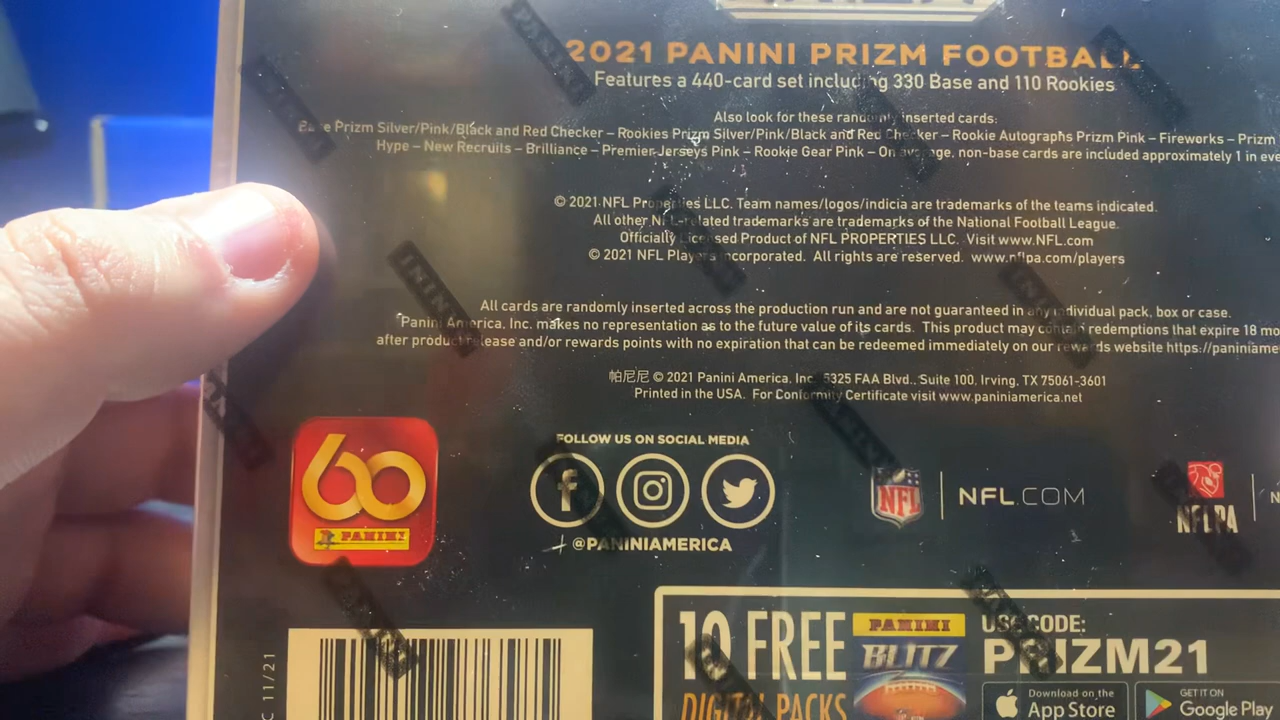 2021 PANINI PRIZM FOOTBALL
Features a 440-card set including 330 Base and 110 Rookies
Also look for these randomly inserted cards:
Base Prizm Silver/Pink/Black and Red Checker – Rookies Prizm Silver/Pink/Black and Red Checker – Rookie Autographs Prizm Pink – Fireworks – Prizm
Hype – New Recruits – Brilliance – Premier Jerseys Pink – Rookie Gear Pink – On average, non-base cards are included approximately 1 in eve
© 2021 NFL Properties LLC. Team names/logos/indicia are trademarks of the teams indicated.
All other NFL-related trademarks are trademarks of the National Football League.
Officially Licensed Product of NFL PROPERTIES LLC. Visit www.NFL.com
© 2021 NFL Players Incorporated. All rights are reserved. www.nflpa.com/players
All cards are randomly inserted across the production run and are not guaranteed in any individual pack, box or case.
Panini America, Inc. makes no representation as to the future value of its cards. This product may contain redemptions that expire 18 mo
after product release and/or rewards points with no expiration that can be redeemed immediately on our rewards website https://paniniame
帕尼尼 © 2021 Panini America, Inc. 5325 FAA Blvd., Suite 100, Irving, TX 75061-3601
Printed in the USA. For Conformity Certificate visit www.paniniamerica.net
60
PANINI
FOLLOW US ON SOCIAL MEDIA
@PANINIAMERICA
NFL
NFL.COM
NFLPA
C 11/21
10 FREE
DIGITAL PACKS
PANINI
BLITZ
USE CODE:
PRIZM21
Download on the
App Store
GET IT ON
Google Play